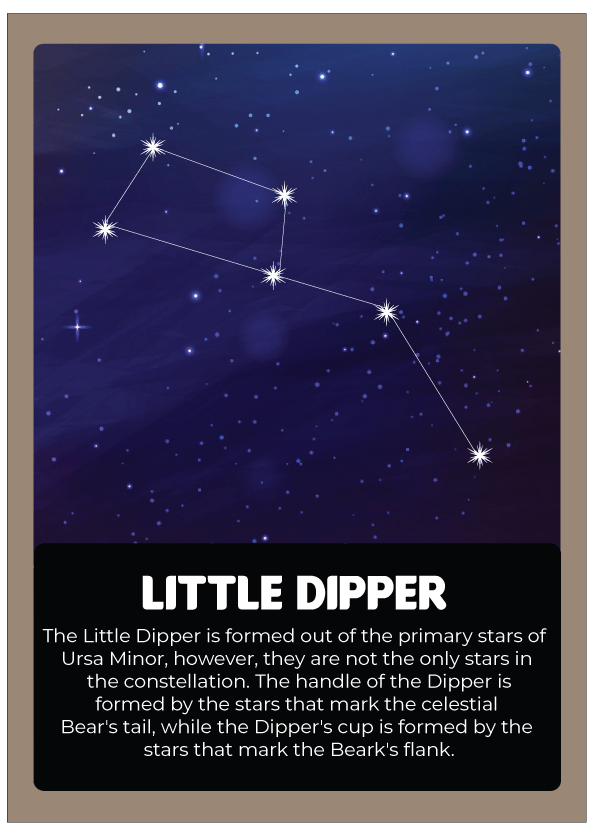 LITTLE DIPPER
The Little Dipper is formed out of the primary stars of
Ursa Minor, however, they are not the only stars in
the constellation. The handle of the Dipper is
formed by the stars that mark the celestial
Bear's tail, while the Dipper's cup is formed by the
stars that mark the Beark's flank.